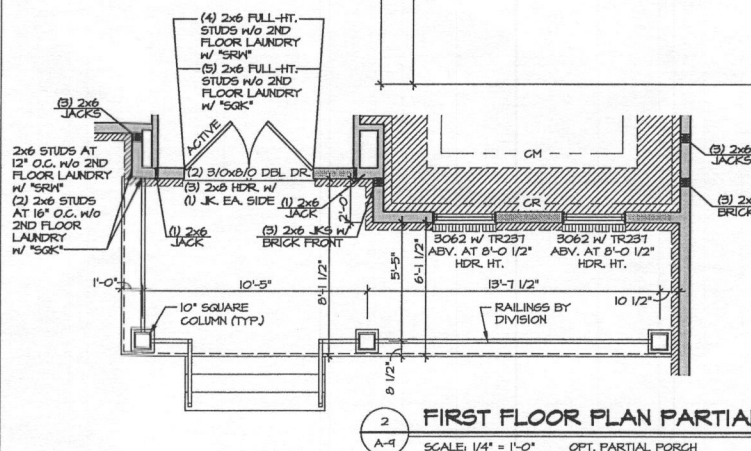 (4) 2x6 FULL-HT.
STUDS W/O 2ND
FLOOR LAUNDRY
W/ "SRW"
(5) 2x6 FULL-HT.
STUDS W/O 2ND
FLOOR LAUNDRY
W/ "SGK"
(3) 2x6
JACKS
2x6 STUDS AT
12" O.C. W/O 2ND
FLOOR LAUNDRY
W/ "SRW"
(2) 2x6 STUDS
AT 16" O.C. W/O
2ND FLOOR
LAUNDRY
W/ "SGK"
ACTIVE
(2) 3/0x8/0 DBL DR.
(3) 2x8 HDR. W/
(1) JK. EA. SIDE
(1) 2x6
JACK
(1) 2x6
JACK
(3) 2x6 JKS W/
BRICK FRONT
2'-0"
CM
CR
(3) 2x6
JACKS
(3) 2x
BRICK
3062 W/ TR237
ABV. AT 8'-0 1/2"
HDR. HT.
3062 W/ TR237
ABV. AT 8'-0 1/2"
HDR. HT.
1'-0"
10'-5"
8'-1 1/2"
5'-5"
6'-1 1/2"
13'-7 1/2"
10 1/2"
10" SQUARE
COLUMN (TYP.)
RAILINGS BY
DIVISION
8 1/2"
2
A-9
FIRST FLOOR PLAN PARTIA
SCALE: 1/4" = 1'-0" OPT. PARTIAL PORCH